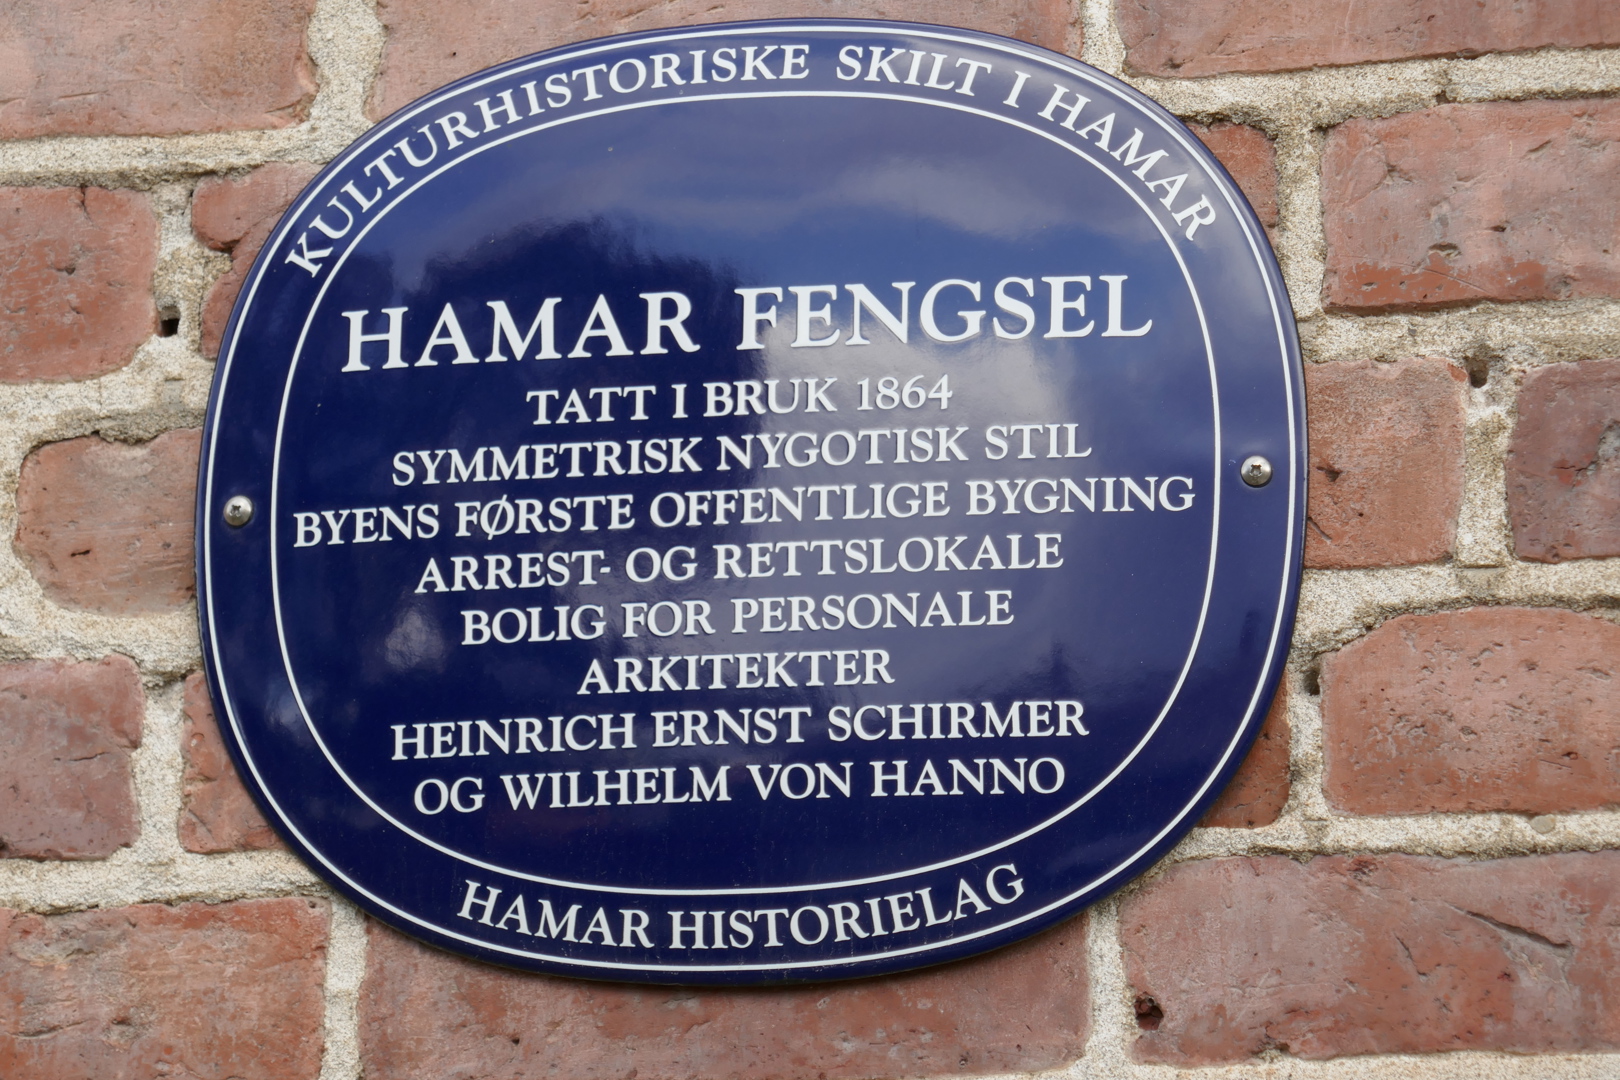 KULTURHISTORISKE SKILT I HAMAR
HAMAR FENGSEL
TATT I BRUK 1864
SYMMETRISK NYGOTISK STIL
BYENS FØRSTE OFFENTLIGE BYGNING
ARREST- OG RETTSLOKALE
BOLIG FOR PERSONALE
ARKITEKTER
HEINRICH ERNST SCHIRMER
OG WILHELM VON HANNO
HAMAR HISTORIELAG